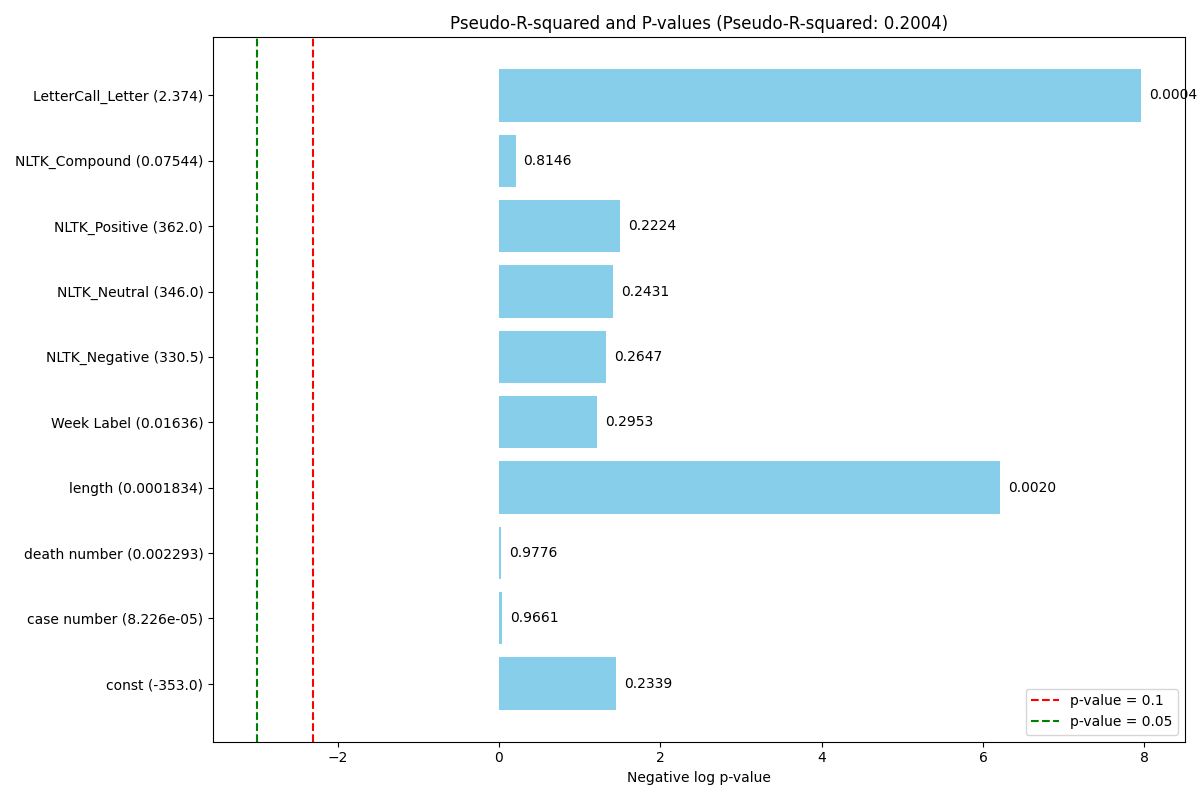 Pseudo-R-squared and P-values (Pseudo-R-squared: 0.2004)
LetterCall_Letter (2.374) 0.0004
NLTK_Compound (0.07544) 0.8146
NLTK_Positive (362.0) 0.2224
NLTK_Neutral (346.0) 0.2431
NLTK_Negative (330.5) 0.2647
Week Label (0.01636) 0.2953
length (0.0001834) 0.0020
death number (0.002293) 0.9776
case number (8.226e-05) 0.9661
const (-353.0) 0.2339
p-value = 0.1
p-value = 0.05
−2 0 2 4 6 8
Negative log p-value